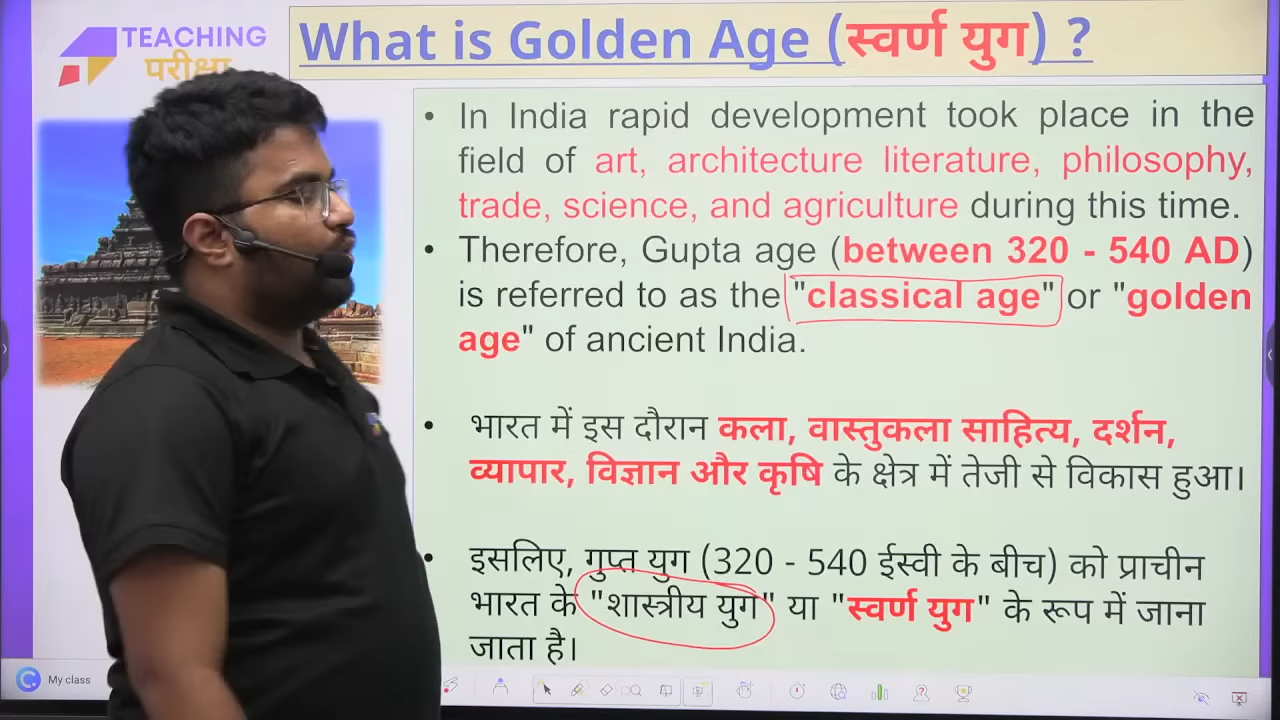 TEACHING
परीक्षा
What is Golden Age (स्वर्ण युग) ?
• In India rapid development took place in the
field of art, architecture literature, philosophy,
trade, science, and agriculture during this time.
• Therefore, Gupta age (between 320 - 540 AD)
is referred to as the "classical age" or "golden
age" of ancient India.
• भारत में इस दौरान कला, वास्तुकला साहित्य, दर्शन,
व्यापार, विज्ञान और कृषि के क्षेत्र में तेजी से विकास हुआ।
• इसलिए, गुप्त युग (320 - 540 ईस्वी के बीच) को प्राचीन
भारत के "शास्त्रीय युग" या "स्वर्ण युग" के रूप में जाना
जाता है।
My class